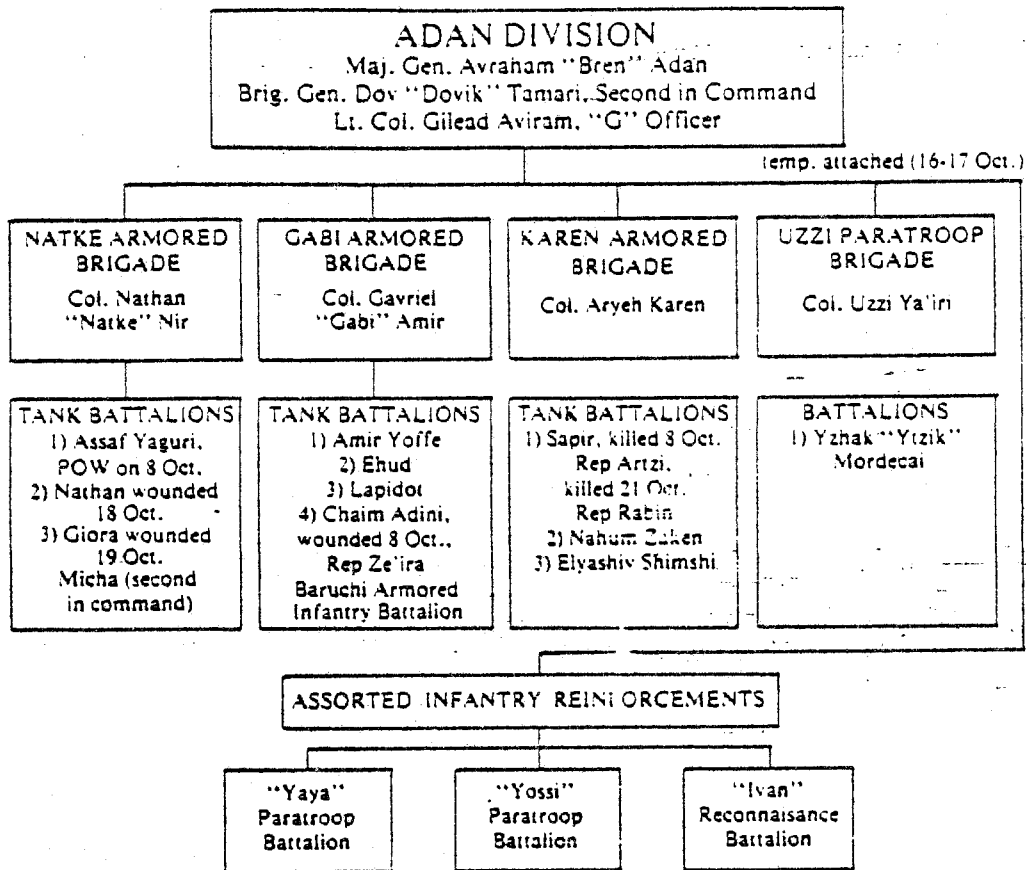 ADAN DIVISION
Maj. Gen. Avraham "Bren" Adan
Brig. Gen. Dov "Dovik" Tamari, Second in Command
Lt. Col. Gilead Aviram, "G" Officer
temp. attached (16-17 Oct.)
NATKE ARMORED
BRIGADE
Col. Nathan
"Natke" Nir
GABI ARMORED
BRIGADE
Col. Gavriel
"Gabi" Amir
KAREN ARMORED
BRIGADE
Col. Aryeh Karen
UZZI PARATROOP
BRIGADE
Col. Uzzi Ya'iri
TANK BATTALIONS
1) Assaf Yaguri,
POW on 8 Oct.
2) Nathan wounded
18 Oct.
3) Giora wounded
19 Oct.
Micha (second
in command)
TANK BATTALIONS
1) Amir Yoffe
2) Ehud
3) Lapidot
4) Chaim Adini,
wounded 8 Oct.,
Rep Ze'ira
Baruchi Armored
Infantry Battalion
TANK BATTALIONS
1) Sapir, killed 8 Oct.
Rep Artzi,
killed 21 Oct.
Rep Rabin
2) Nahum Zaken
3) Elyashiv Shimshi
BATTALIONS
1) Yzhak "Ytzik"
Mordecai
ASSORTED INFANTRY REINFORCEMENTS
"Yaya"
Paratroop
Battalion
"Yossi"
Paratroop
Battalion
"Ivan"
Reconnaisance
Battalion